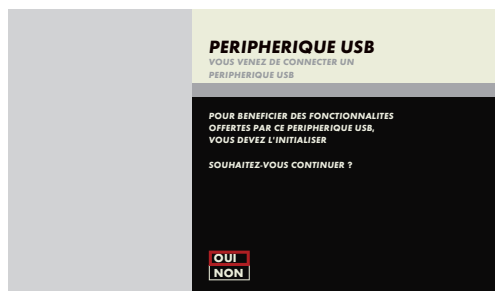 PERIPHERIQUE USB
VOUS VENEZ DE CONNECTER UN
PERIPHERIQUE USB
POUR BENEFICIER DES FONCTIONNALITES
OFFERTES PAR CE PERIPHERIQUE USB,
VOUS DEVEZ L'INITIALISER
SOUHAITEZ-VOUS CONTINUER ?
OUI
NON